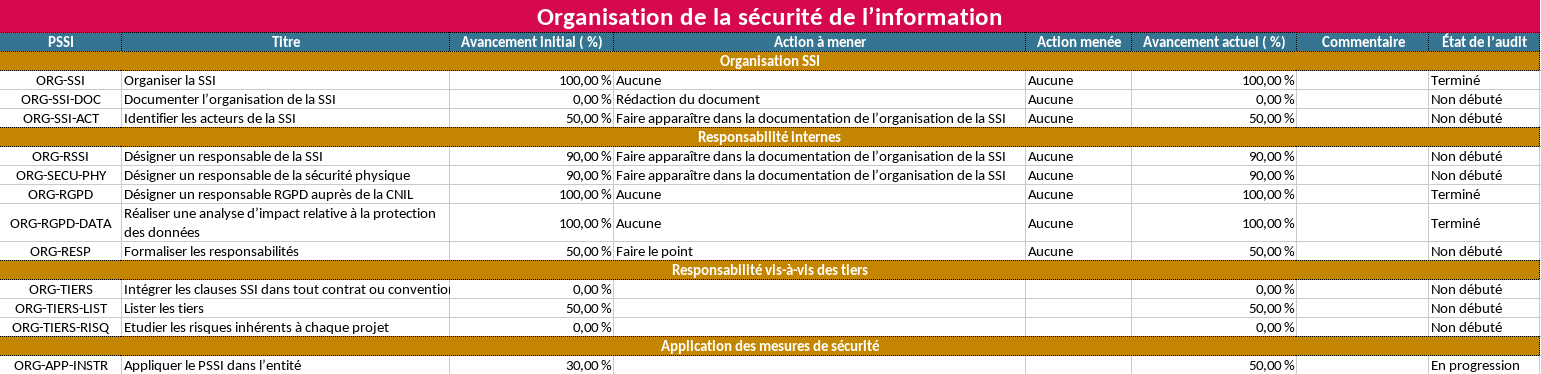 Organisation de la sécurité de l’information
PSSI Titre Avancement initial ( %) Action à mener Action menée Avancement actuel ( %) Commentaire État de l’audit
Organisation SSI
ORG-SSI Organiser la SSI 100,00 % Aucune Aucune 100,00 % Terminé
ORG-SSI-DOC Documenter l’organisation de la SSI 0,00 % Rédaction du document Aucune 0,00 % Non débuté
ORG-SSI-ACT Identifier les acteurs de la SSI 50,00 % Faire apparaître dans la documentation de l’organisation de la SSI Aucune 50,00 % Non débuté
Responsabilité internes
ORG-RSSI Désigner un responsable de la SSI 90,00 % Faire apparaître dans la documentation de l’organisation de la SSI Aucune 90,00 % Non débuté
ORG-SECU-PHY Désigner un responsable de la sécurité physique 90,00 % Faire apparaître dans la documentation de l’organisation de la SSI Aucune 90,00 % Non débuté
ORG-RGPD Désigner un responsable RGPD auprès de la CNIL 100,00 % Aucune Aucune 100,00 % Terminé
Réaliser une analyse d’impact relative à la protection
ORG-RGPD-DATA des données 100,00 % Aucune Aucune 100,00 % Terminé
ORG-RESP Formaliser les responsabilités 50,00 % Faire le point Aucune 50,00 % Non débuté
Responsabilité vis-à-vis des tiers
ORG-TIERS Intégrer les clauses SSI dans tout contrat ou convention 0,00 % 0,00 % Non débuté
ORG-TIERS-LIST Lister les tiers 50,00 % 50,00 % Non débuté
ORG-TIERS-RISQ Etudier les risques inhérents à chaque projet 0,00 % 0,00 % Non débuté
Application des mesures de sécurité
ORG-APP-INSTR Appliquer le PSSI dans l’entité 30,00 % 50,00 % En progression